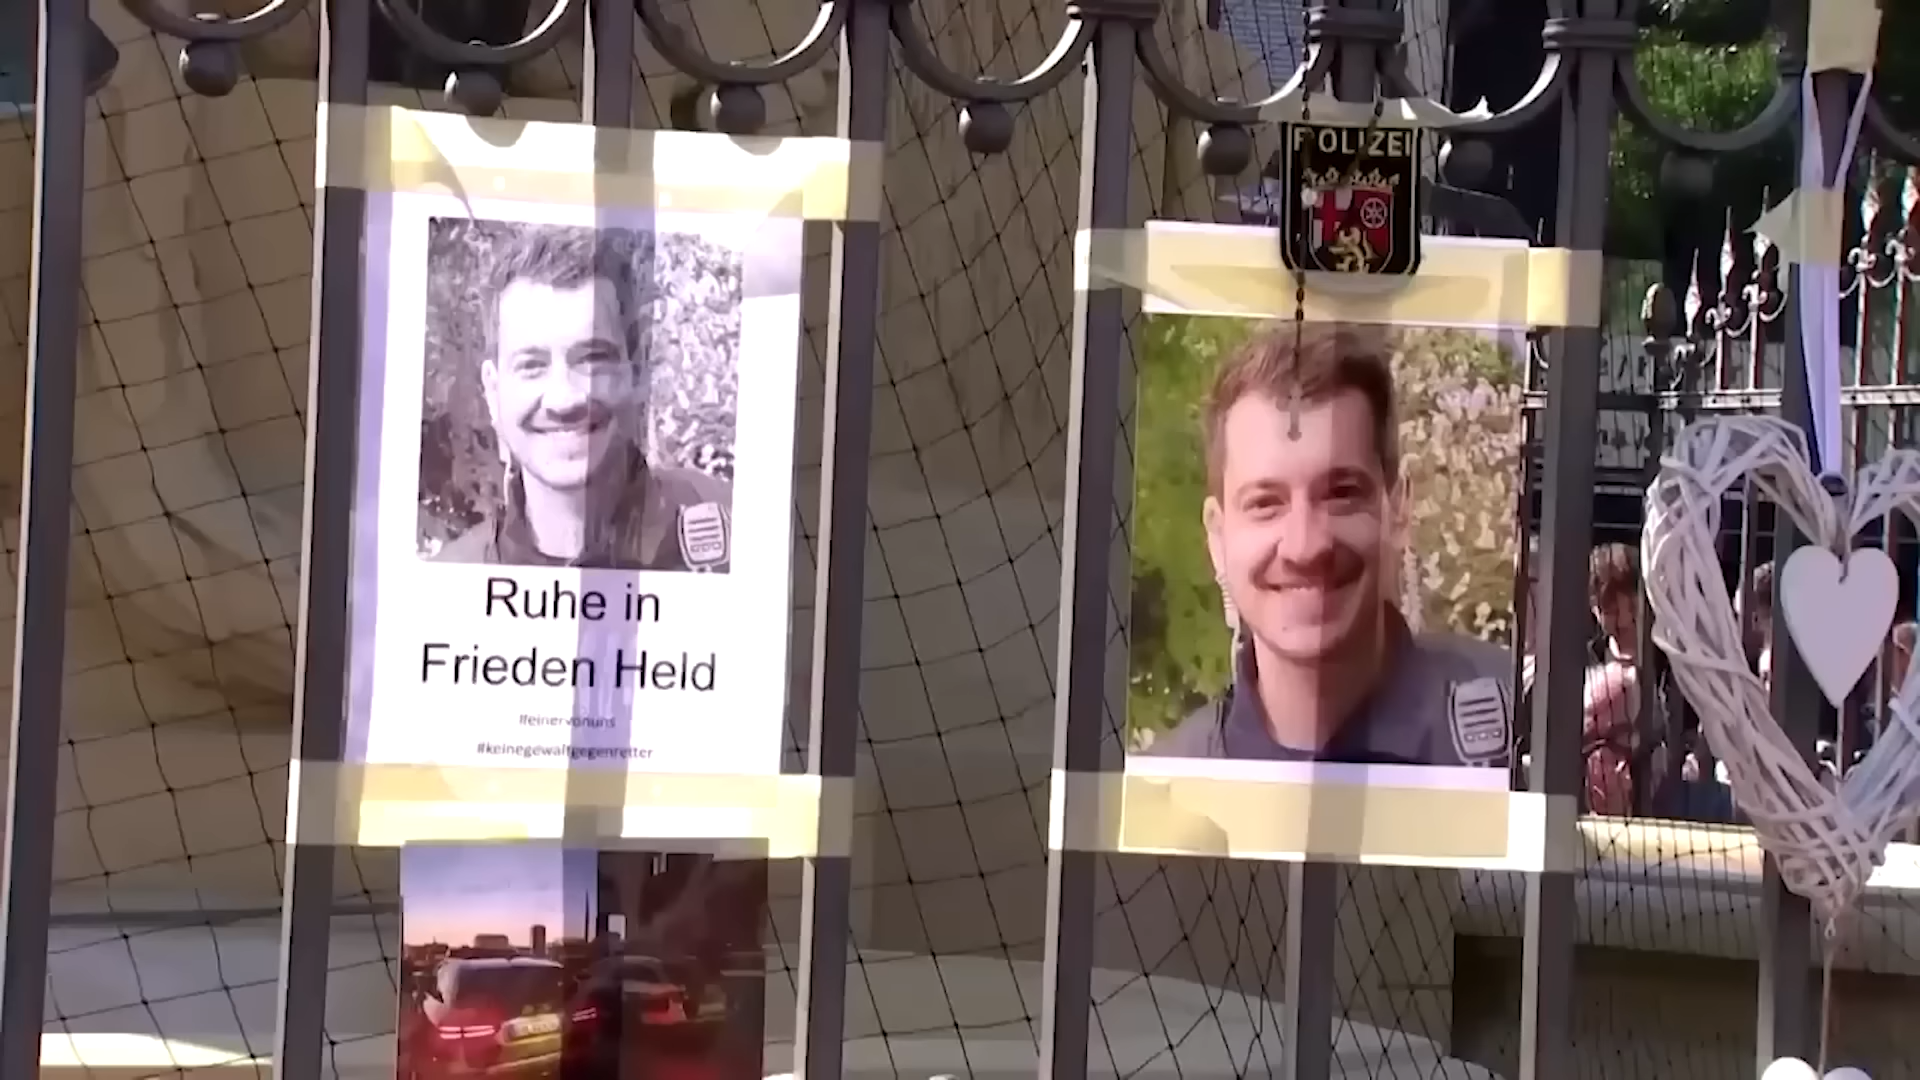 Ruhe in
Frieden Held
#einervonuns
#keinegewaltgegenretter
POLIZEI